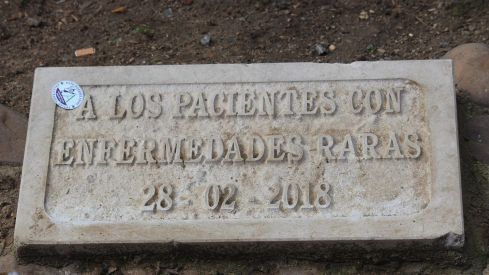 A LOS PACIENTES CON
ENFERMEDADES RARAS
28 - 02 - 2018